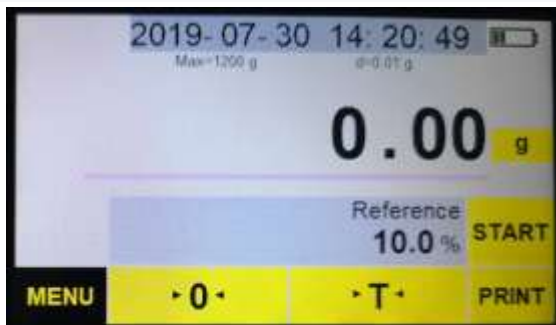 2019-07-30 14:20:49
Max=1200 g d=0.01 g
0.00 g
Reference
10.0 % START
MENU ▸0◂ ▸T◂ PRINT